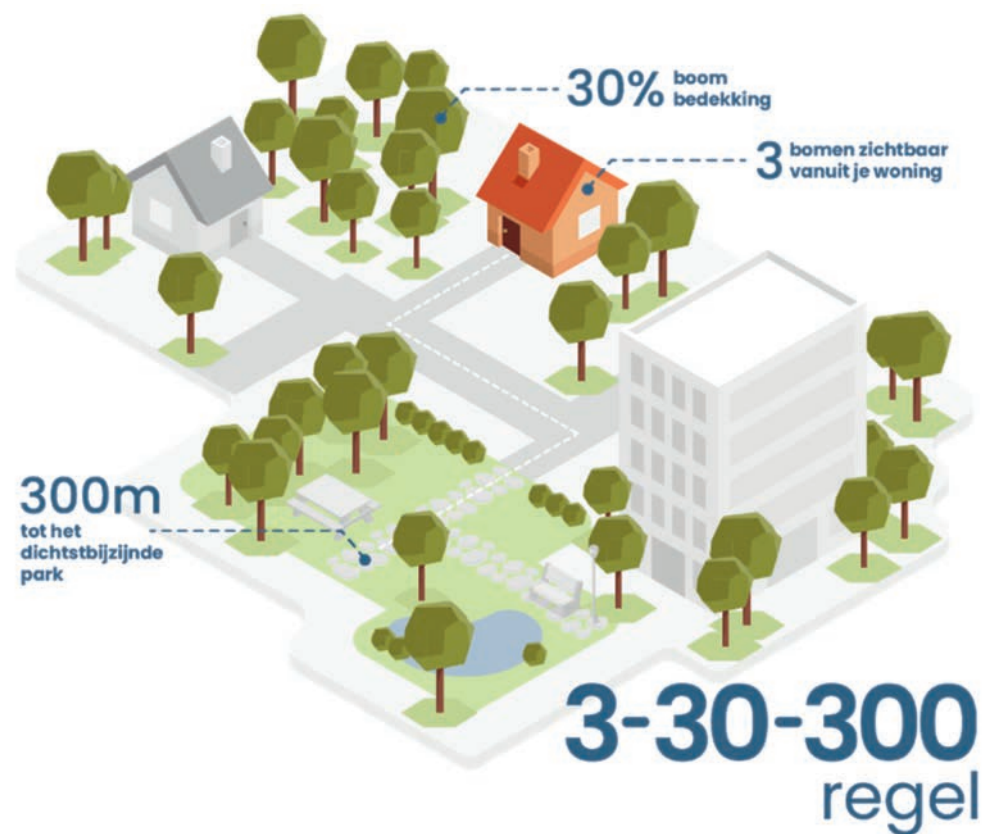 30% boom
bedekking
3 bomen zichtbaar
vanuit je woning
300m
tot het
dichtstbijzijnde
park
3-30-300
regel